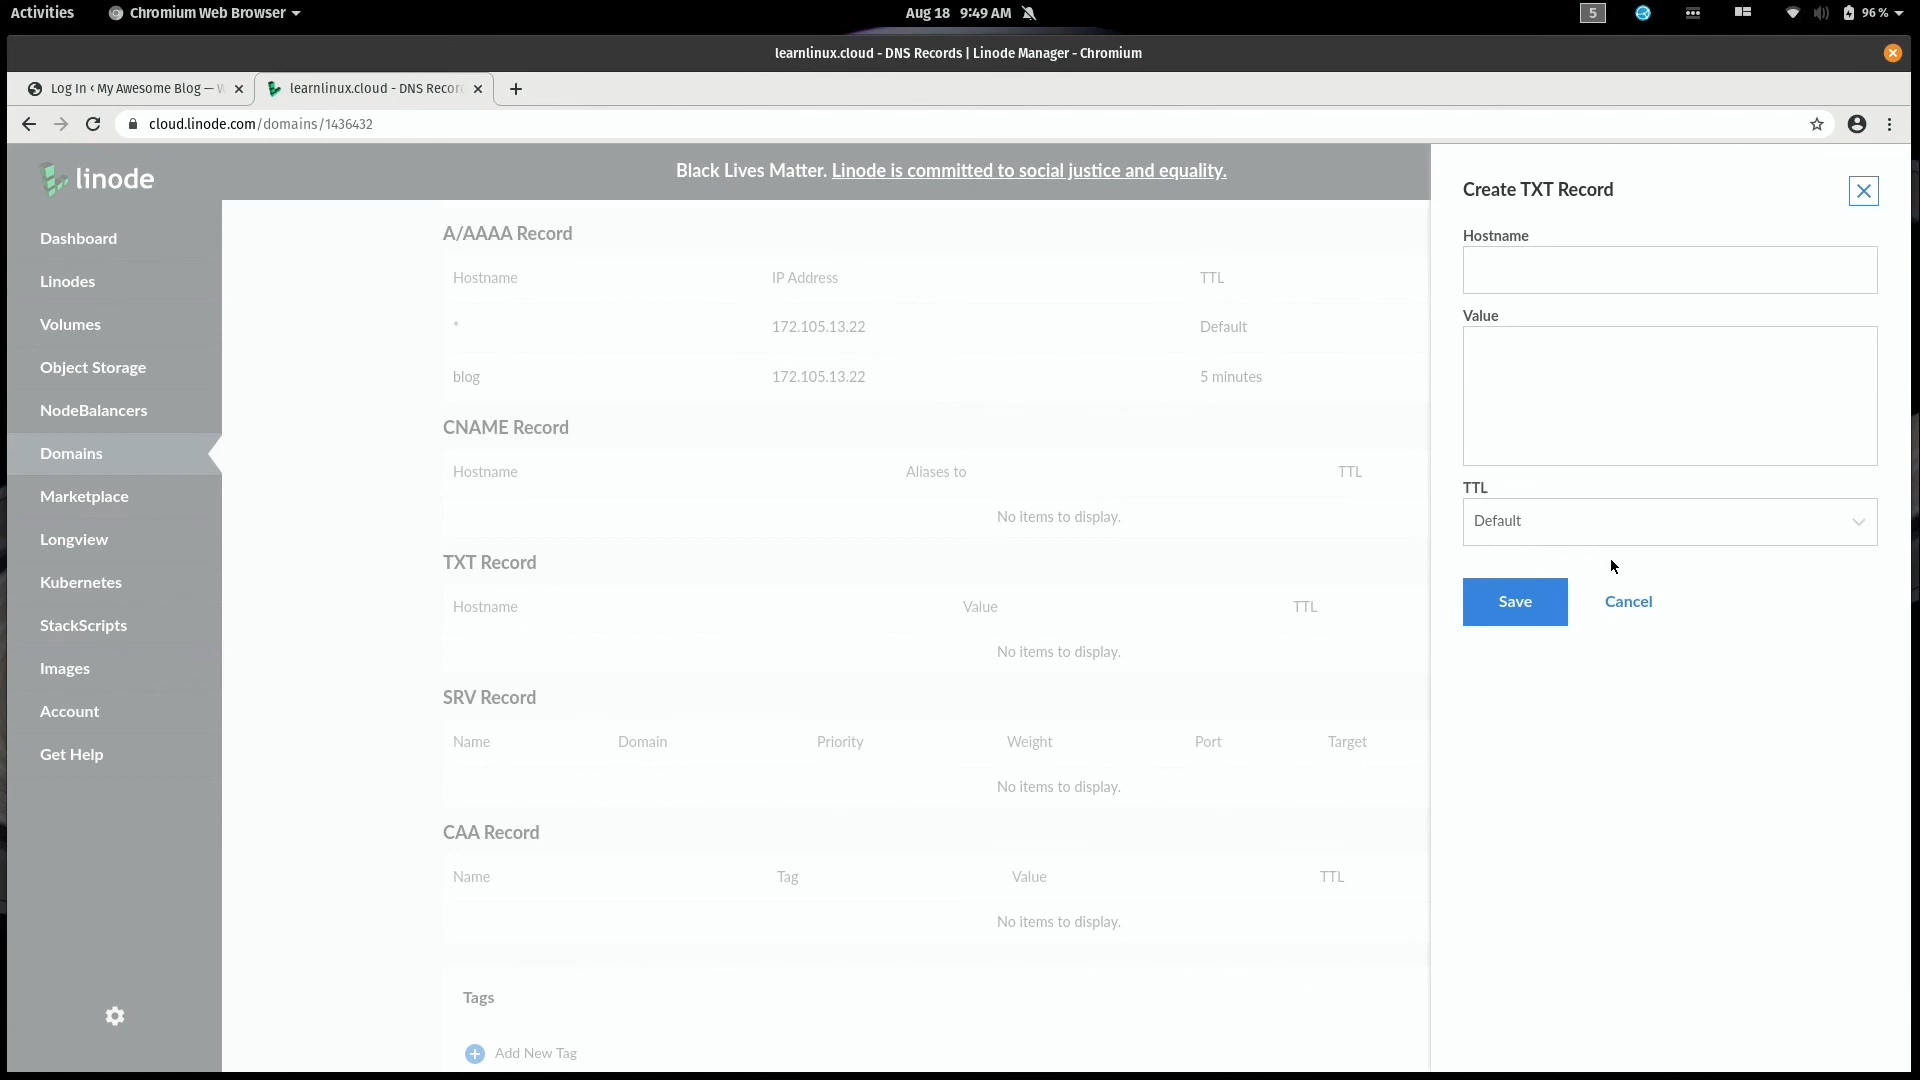 Activities
Chromium Web Browser
Aug 18 9:49 AM
5
96 %
learnlinux.cloud - DNS Records | Linode Manager - Chromium
Log In ‹ My Awesome Blog —
learnlinux.cloud - DNS Recor
cloud.linode.com/domains/1436432
linode
Black Lives Matter. Linode is committed to social justice and equality.
Dashboard
Linodes
Volumes
Object Storage
NodeBalancers
Domains
Marketplace
Longview
Kubernetes
StackScripts
Images
Account
Get Help
A/AAAA Record
Hostname IP Address TTL
* 172.105.13.22 Default
blog 172.105.13.22 5 minutes
CNAME Record
Hostname Aliases to TTL
No items to display.
TXT Record
Hostname Value TTL
No items to display.
SRV Record
Name Domain Priority Weight Port Target
No items to display.
CAA Record
Name Tag Value TTL
No items to display.
Tags
Add New Tag
Create TXT Record
Hostname
Value
TTL
Default
Save Cancel